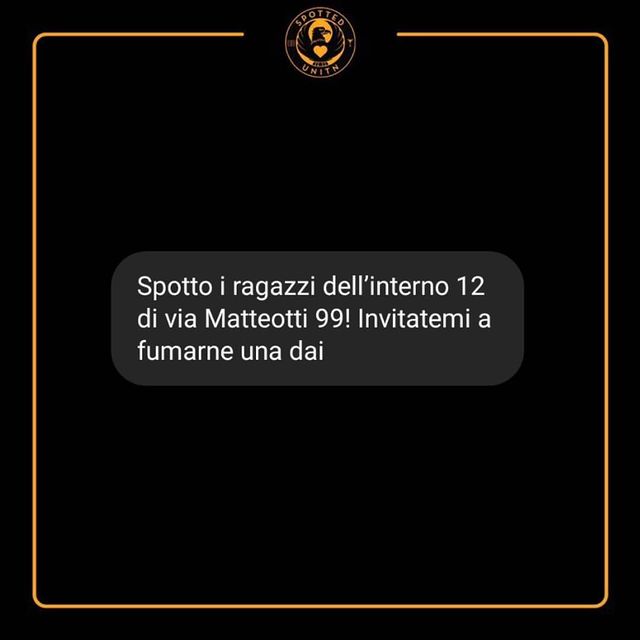 SPOTTED
UNITN
Spotto i ragazzi dell’interno 12
di via Matteotti 99! Invitatemi a
fumarne una dai